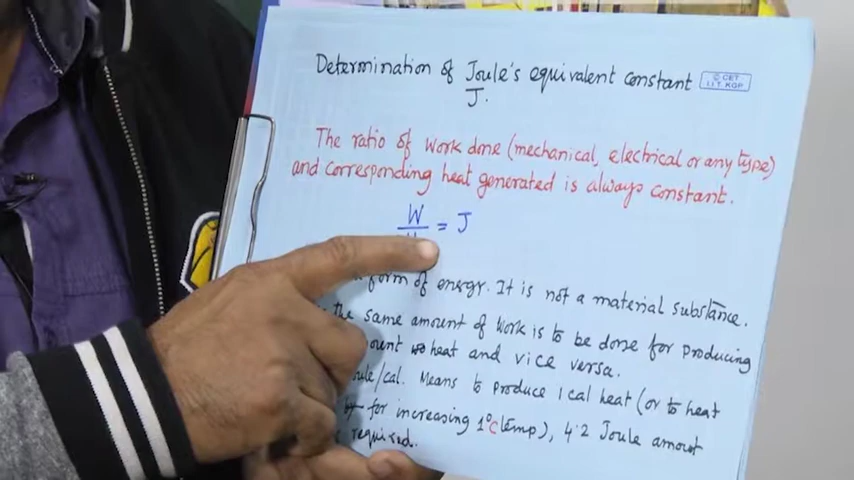 Determination of Joule's equivalent constant
J.
© CET
I.I.T. KGP
The ratio of work done (mechanical, electrical or any type)
and corresponding heat generated is always constant.
W = J
form of energy. It is not a material substance.
the same amount of work is to be done for producing
heat and vice versa.
/cal. Means to produce 1 cal heat (or to heat
for increasing 1°C temp), 4.2 Joule amount
required.